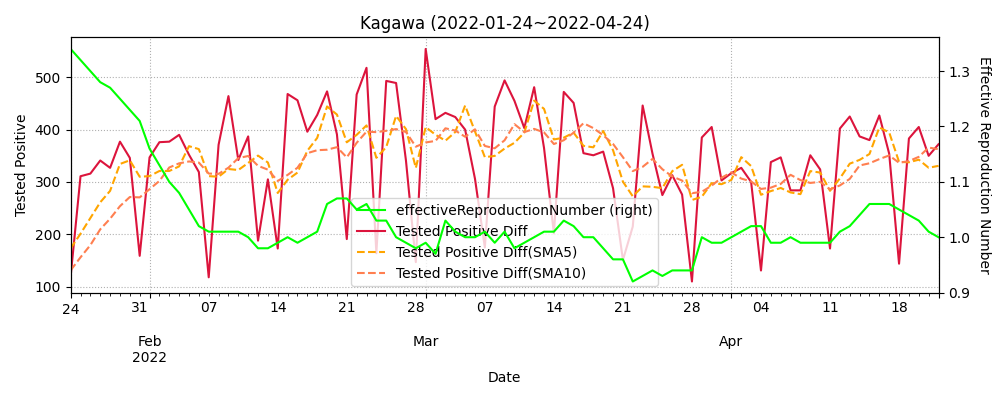 Kagawa (2022-01-24~2022-04-24)
Tested Positive
500
400
300
200
100
1.3
1.2
1.1
1.0
0.9
Effective Reproduction Number
effectiveReproductionNumber (right)
Tested Positive Diff
Tested Positive Diff(SMA5)
Tested Positive Diff(SMA10)
24 31 07 14 21 28 07 14 21 28 04 11 18
Feb Mar Apr
2022
Date